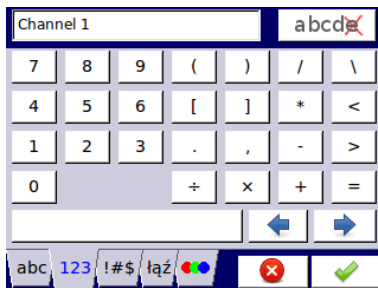 Channel 1 abcde
7 8 9 ( ) / \
4 5 6 [ ] * <
1 2 3 . , - >
0 ÷ × + =
abc 123 !#$ łąź